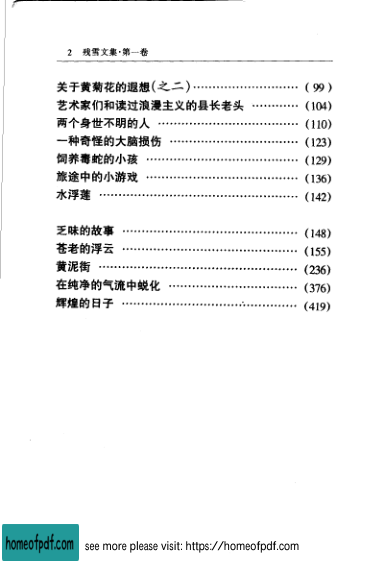 2 残雪文集·第一卷
关于黄菊花的遐想(之二)……………………… (99)
艺术家们和读过浪漫主义的县长老头 ………… (104)
两个身世不明的人 ……………………………… (110)
一种奇怪的大脑损伤 …………………………… (123)
饲养毒蛇的小孩 ………………………………… (129)
旅途中的小游戏 ………………………………… (136)
水浮莲 …………………………………………… (142)
乏味的故事 ……………………………………… (148)
苍老的浮云 ……………………………………… (155)
黄泥街 …………………………………………… (236)
在纯净的气流中蜕化 …………………………… (376)
辉煌的日子 ……………………………………… (419)
homeofpdf.com see more please visit: https://homeofpdf.com